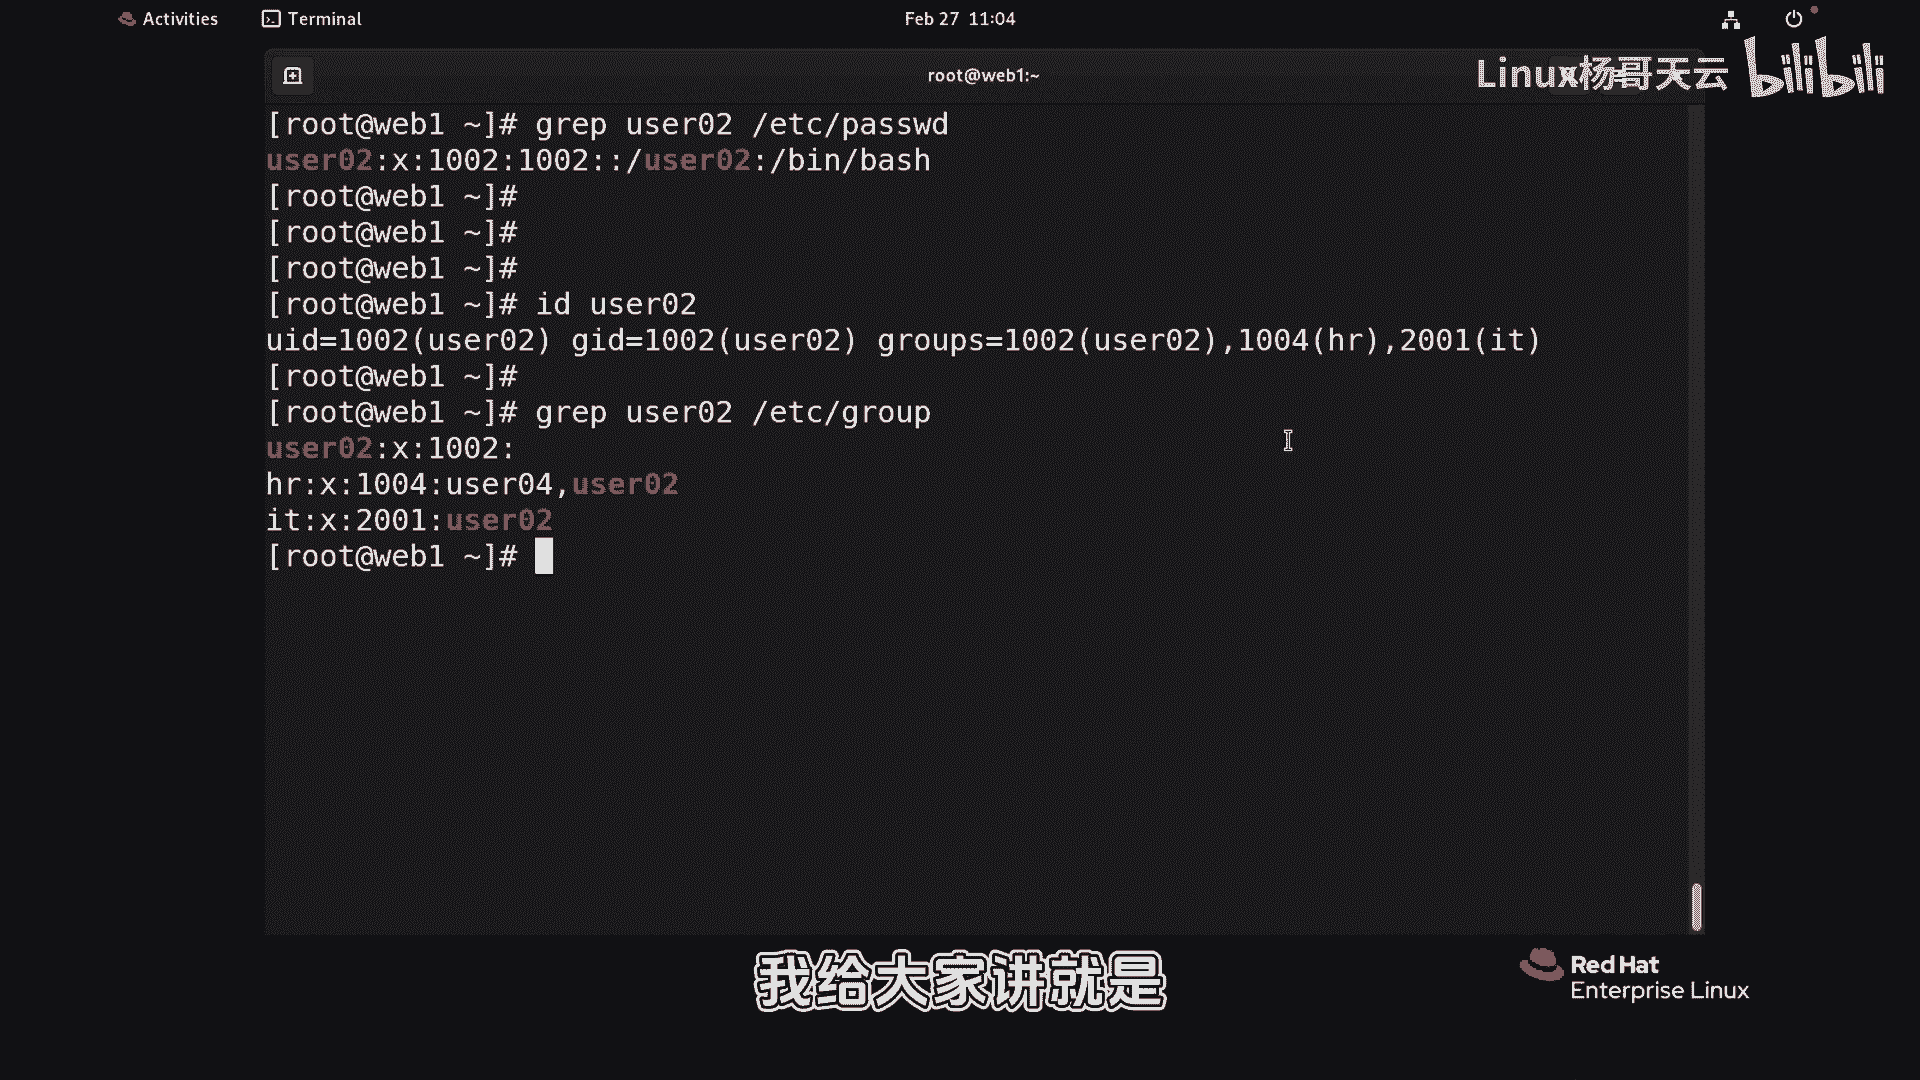 Activities Terminal Feb 27 11:04
root@web1:~
Linux杨哥天云 bilibili
[root@web1 ~]# grep user02 /etc/passwd
user02:x:1002:1002::/user02:/bin/bash
[root@web1 ~]#
[root@web1 ~]#
[root@web1 ~]#
[root@web1 ~]# id user02
uid=1002(user02) gid=1002(user02) groups=1002(user02),1004(hr),2001(it)
[root@web1 ~]#
[root@web1 ~]# grep user02 /etc/group
user02:x:1002:
hr:x:1004:user04,user02
it:x:2001:user02
[root@web1 ~]#
我给大家讲就是
Red Hat
Enterprise Linux